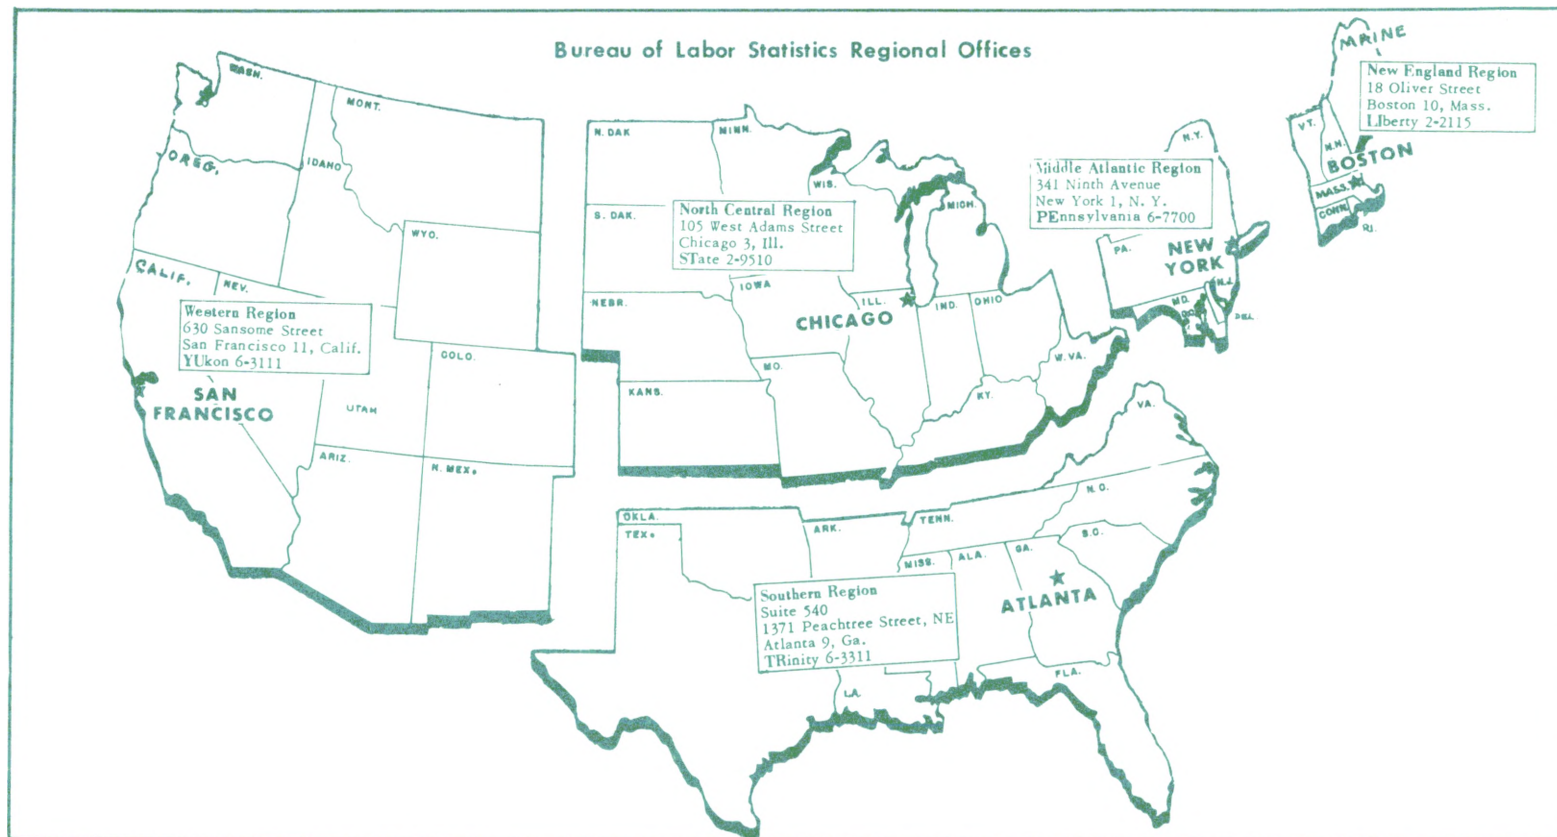 Bureau of Labor Statistics Regional Offices
MAINE
New England Region
18 Oliver Street
Boston 10, Mass.
LIberty 2-2115
VT.
N.H.
BOSTON
MASS.
CONN.
R.I.
N.Y.
Middle Atlantic Region
341 Ninth Avenue
New York 1, N. Y.
PEnnsylvania 6-7700
PA.
NEW
YORK
N.J.
MD.
DEL.
WASH.
MONT.
OREG.
IDAHO
WYO.
CALIF.
NEV.
Western Region
630 Sansome Street
San Francisco 11, Calif.
YUkon 6-3111
SAN
FRANCISCO
UTAH
COLO.
ARIZ.
N. MEX.
N. DAK
MINN.
S. DAK.
WIS.
MICH.
North Central Region
105 West Adams Street
Chicago 3, Ill.
STate 2-9510
NEBR.
IOWA
ILL.
IND.
OHIO
CHICAGO
MO.
KANS.
KY.
W. VA.
VA.
N. C.
OKLA.
TEX.
ARK.
TENN.
MISS.
ALA.
GA.
S.C.
Southern Region
Suite 540
1371 Peachtree Street, NE
Atlanta 9, Ga.
TRinity 6-3311
ATLANTA
LA.
FLA.